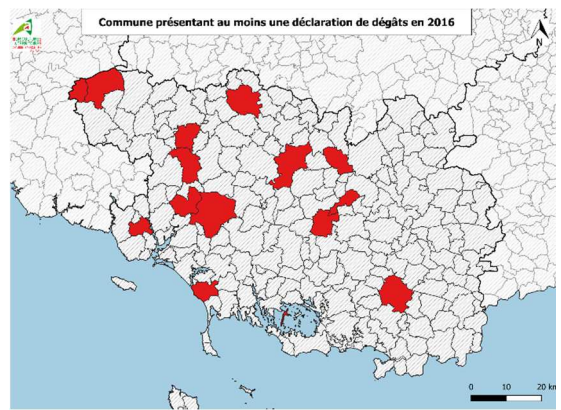 Commune présentant au moins une déclaration de dégâts en 2016
N
0 10 20 km